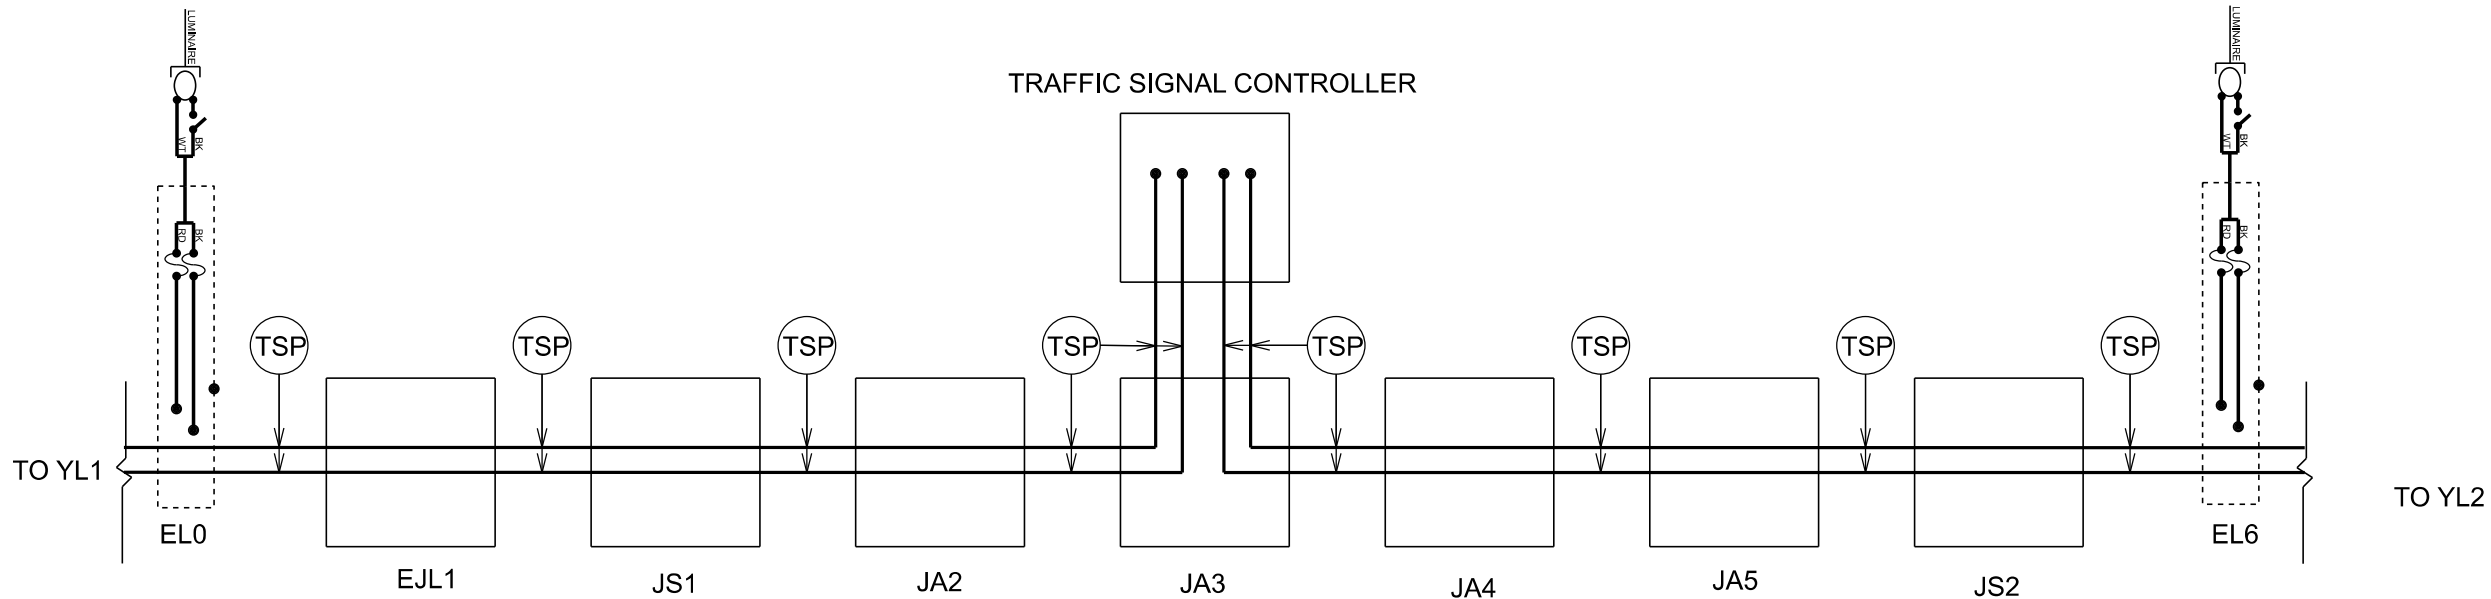 LUMINAIRE
LUMINAIRE
TRAFFIC SIGNAL CONTROLLER
WT
BK
WT
BK
RD
BK
RD
BK
TSP
TSP
TSP
TSP
TSP
TSP
TSP
TSP
TO YL1
TO YL2
EL0
EL6
EJL1
JS1
JA2
JA3
JA4
JA5
JS2